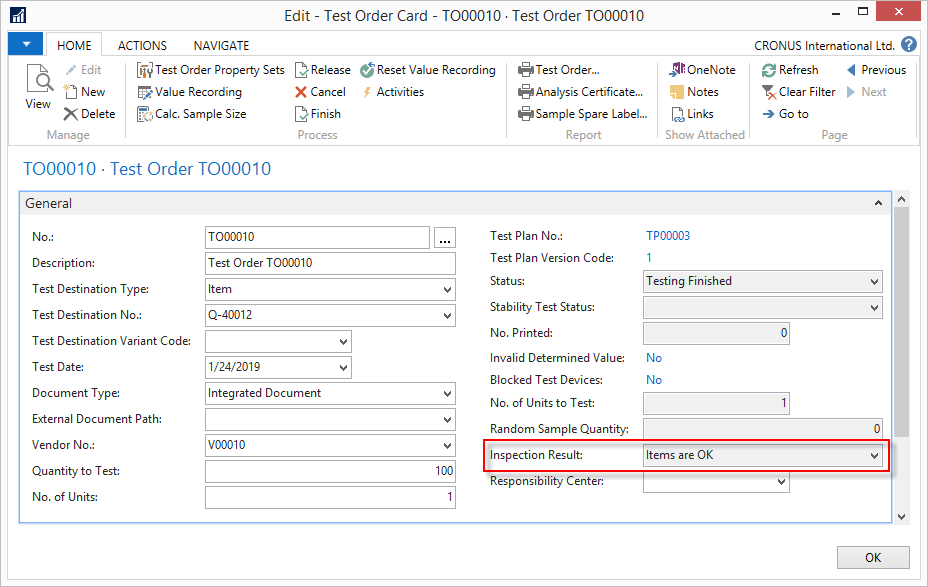 Edit - Test Order Card - TO00010 · Test Order TO00010
HOME ACTIONS NAVIGATE CRONUS International Ltd. ?
View
Edit
New
Delete
Manage
Test Order Property Sets
Value Recording
Calc. Sample Size
Release
Cancel
Finish
Reset Value Recording
Activities
Process
Test Order...
Analysis Certificate...
Sample Spare Label...
Report
OneNote
Notes
Links
Show Attached
Refresh
Clear Filter
Go to
Previous
Next
Page
TO00010 · Test Order TO00010
General
No.: TO00010 ...
Description: Test Order TO00010
Test Destination Type: Item
Test Destination No.: Q-40012
Test Destination Variant Code:
Test Date: 1/24/2019
Document Type: Integrated Document
External Document Path:
Vendor No.: V00010
Quantity to Test: 100
No. of Units: 1
Test Plan No.: TP00003
Test Plan Version Code: 1
Status: Testing Finished
Stability Test Status:
No. Printed: 0
Invalid Determined Value: No
Blocked Test Devices: No
No. of Units to Test: 1
Random Sample Quantity: 0
Inspection Result: Items are OK
Responsibility Center:
OK